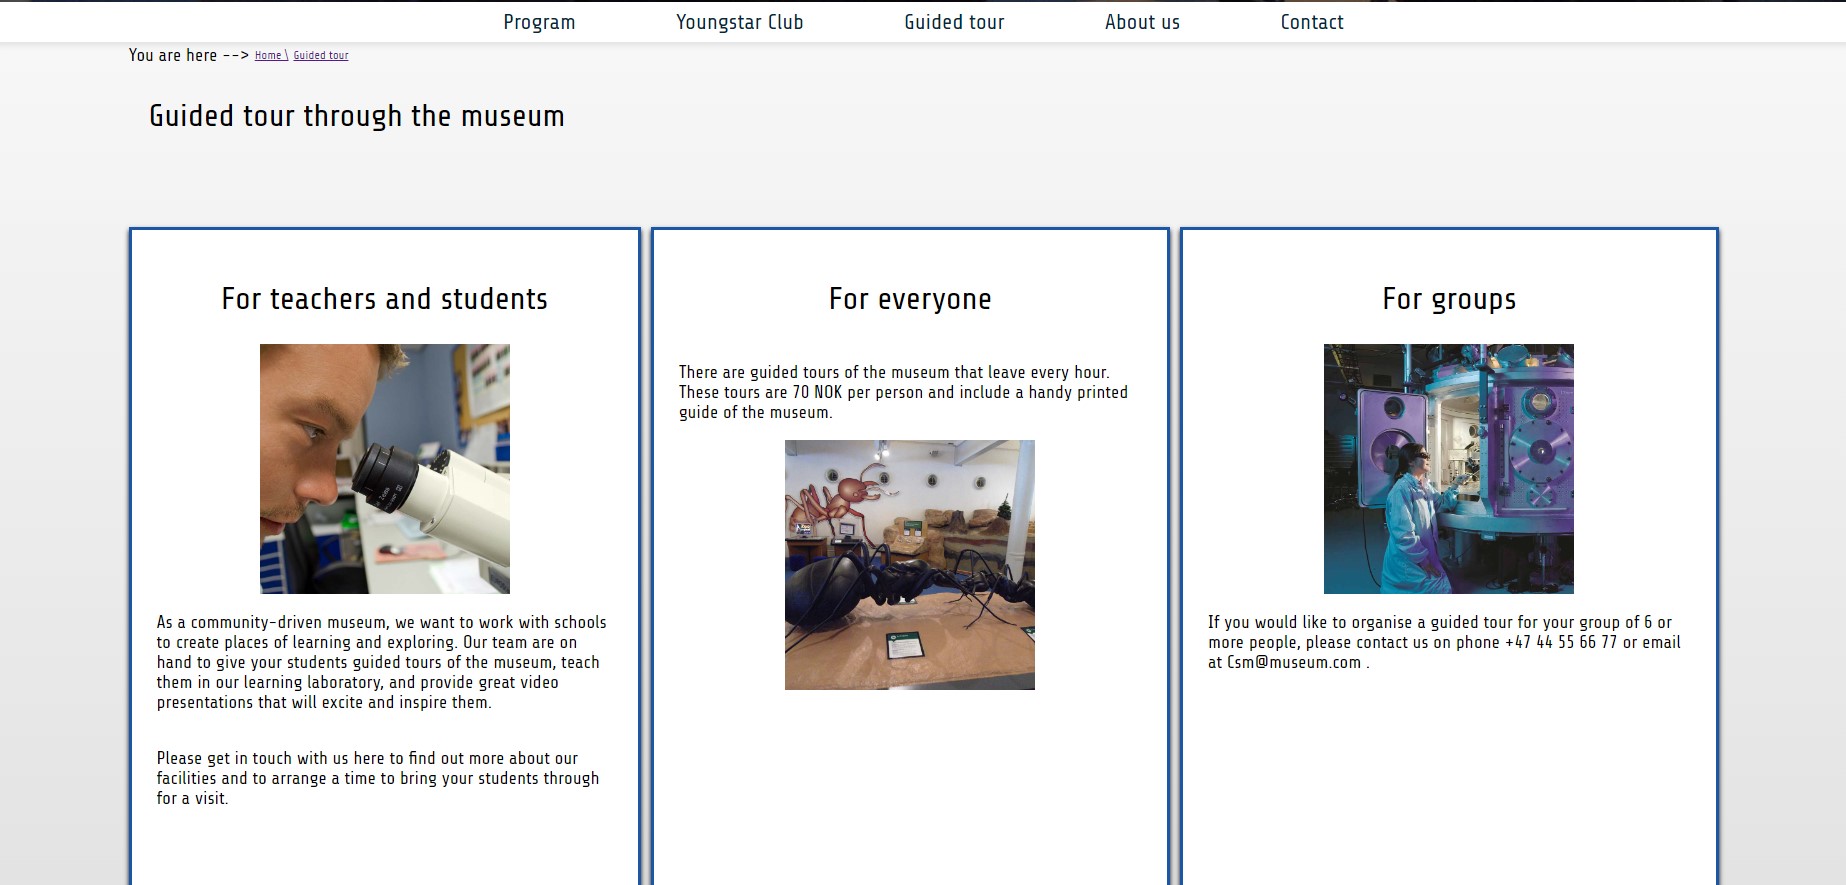 Program Youngstar Club Guided tour About us Contact
You are here --> Home \ Guided tour
Guided tour through the museum
For teachers and students
As a community-driven museum, we want to work with schools
to create places of learning and exploring. Our team are on
hand to give your students guided tours of the museum, teach
them in our learning laboratory, and provide great video
presentations that will excite and inspire them.
Please get in touch with us here to find out more about our
facilities and to arrange a time to bring your students through
for a visit.
For everyone
There are guided tours of the museum that leave every hour.
These tours are 70 NOK per person and include a handy printed
guide of the museum.
For groups
If you would like to organise a guided tour for your group of 6 or
more people, please contact us on phone +47 44 55 66 77 or email
at Csm@museum.com .